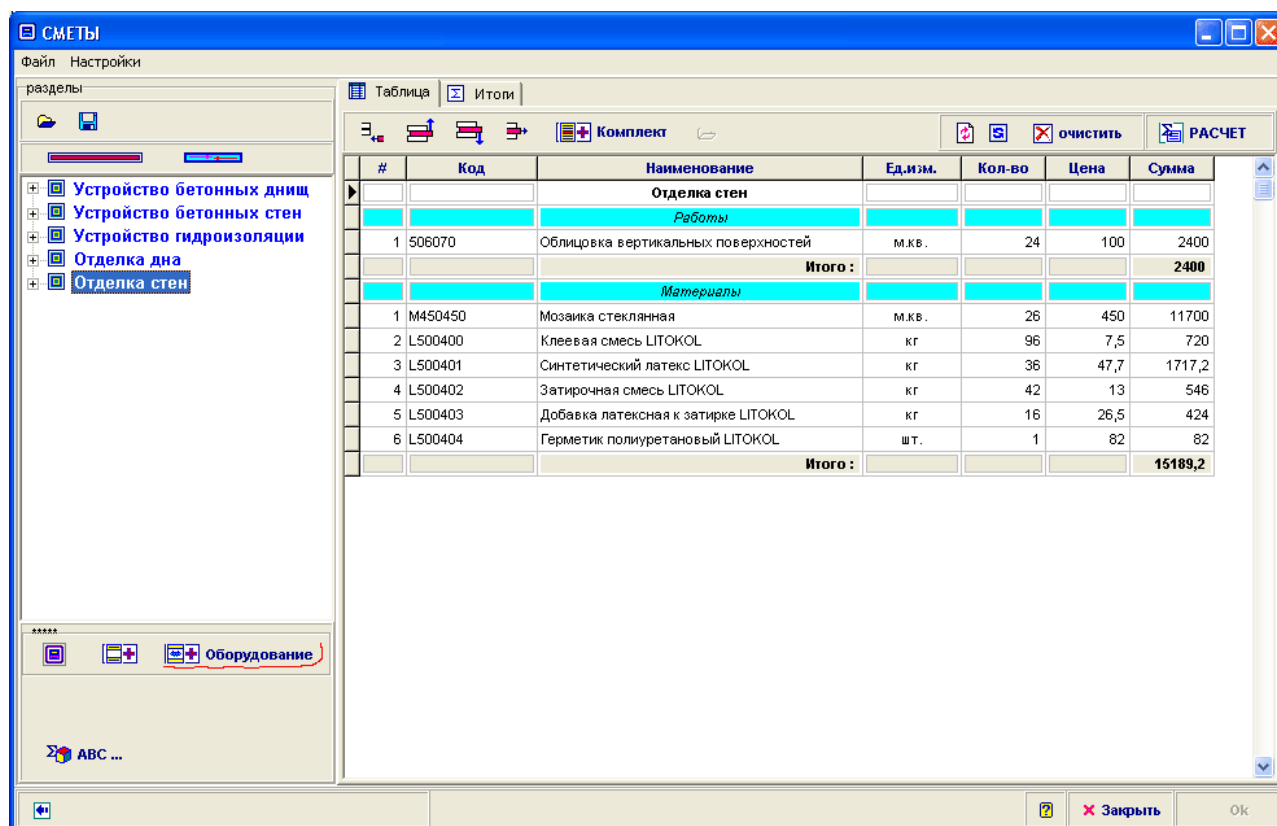 СМЕТЫ
Файл Настройки
разделы
Таблица Итоги
Комплект очистить РАСЧЕТ
# Код Наименование Ед.изм. Кол-во Цена Сумма
Устройство бетонных днищ
Устройство бетонных стен
Устройство гидроизоляции
Отделка дна
Отделка стен
Отделка стен
Работы
1 506070 Облицовка вертикальных поверхностей м.кв. 24 100 2400
Итого : 2400
Материалы
1 М450450 Мозаика стеклянная м.кв. 26 450 11700
2 L500400 Клеевая смесь LITOKOL кг 96 7,5 720
3 L500401 Синтетический латекс LITOKOL кг 36 47,7 1717,2
4 L500402 Затирочная смесь LITOKOL кг 42 13 546
5 L500403 Добавка латексная к затирке LITOKOL кг 16 26,5 424
6 L500404 Герметик полиуретановый LITOKOL шт. 1 82 82
Итого : 15189,2
*****
Оборудование
ABC ...
Закрыть Ok